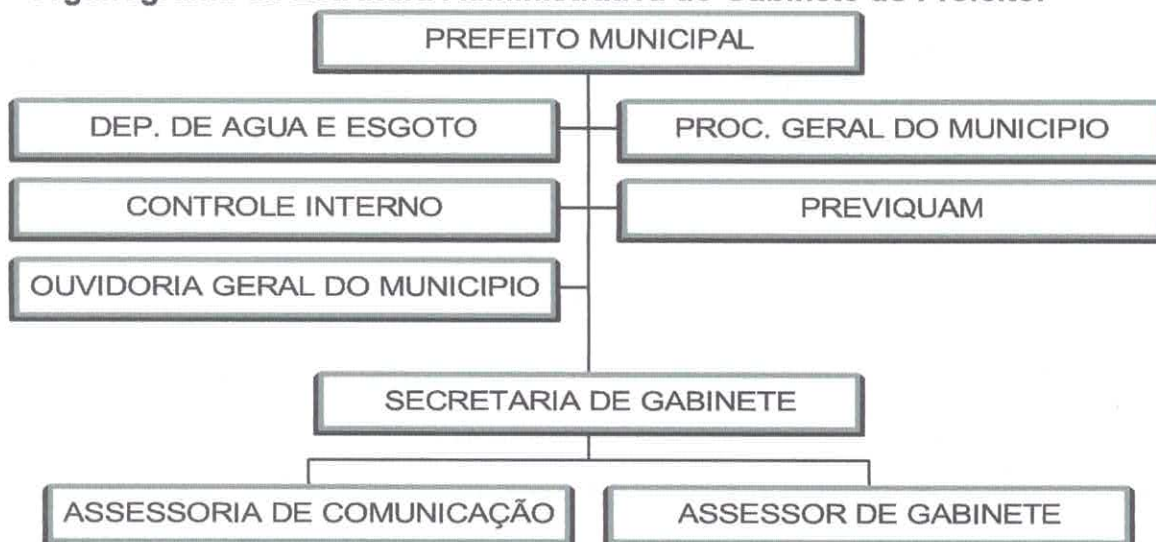 PREFEITO MUNICIPAL
DEP. DE AGUA E ESGOTO
PROC. GERAL DO MUNICIPIO
CONTROLE INTERNO
PREVIQUAM
OUVIDORIA GERAL DO MUNICIPIO
SECRETARIA DE GABINETE
ASSESSORIA DE COMUNICAÇÃO
ASSESSOR DE GABINETE